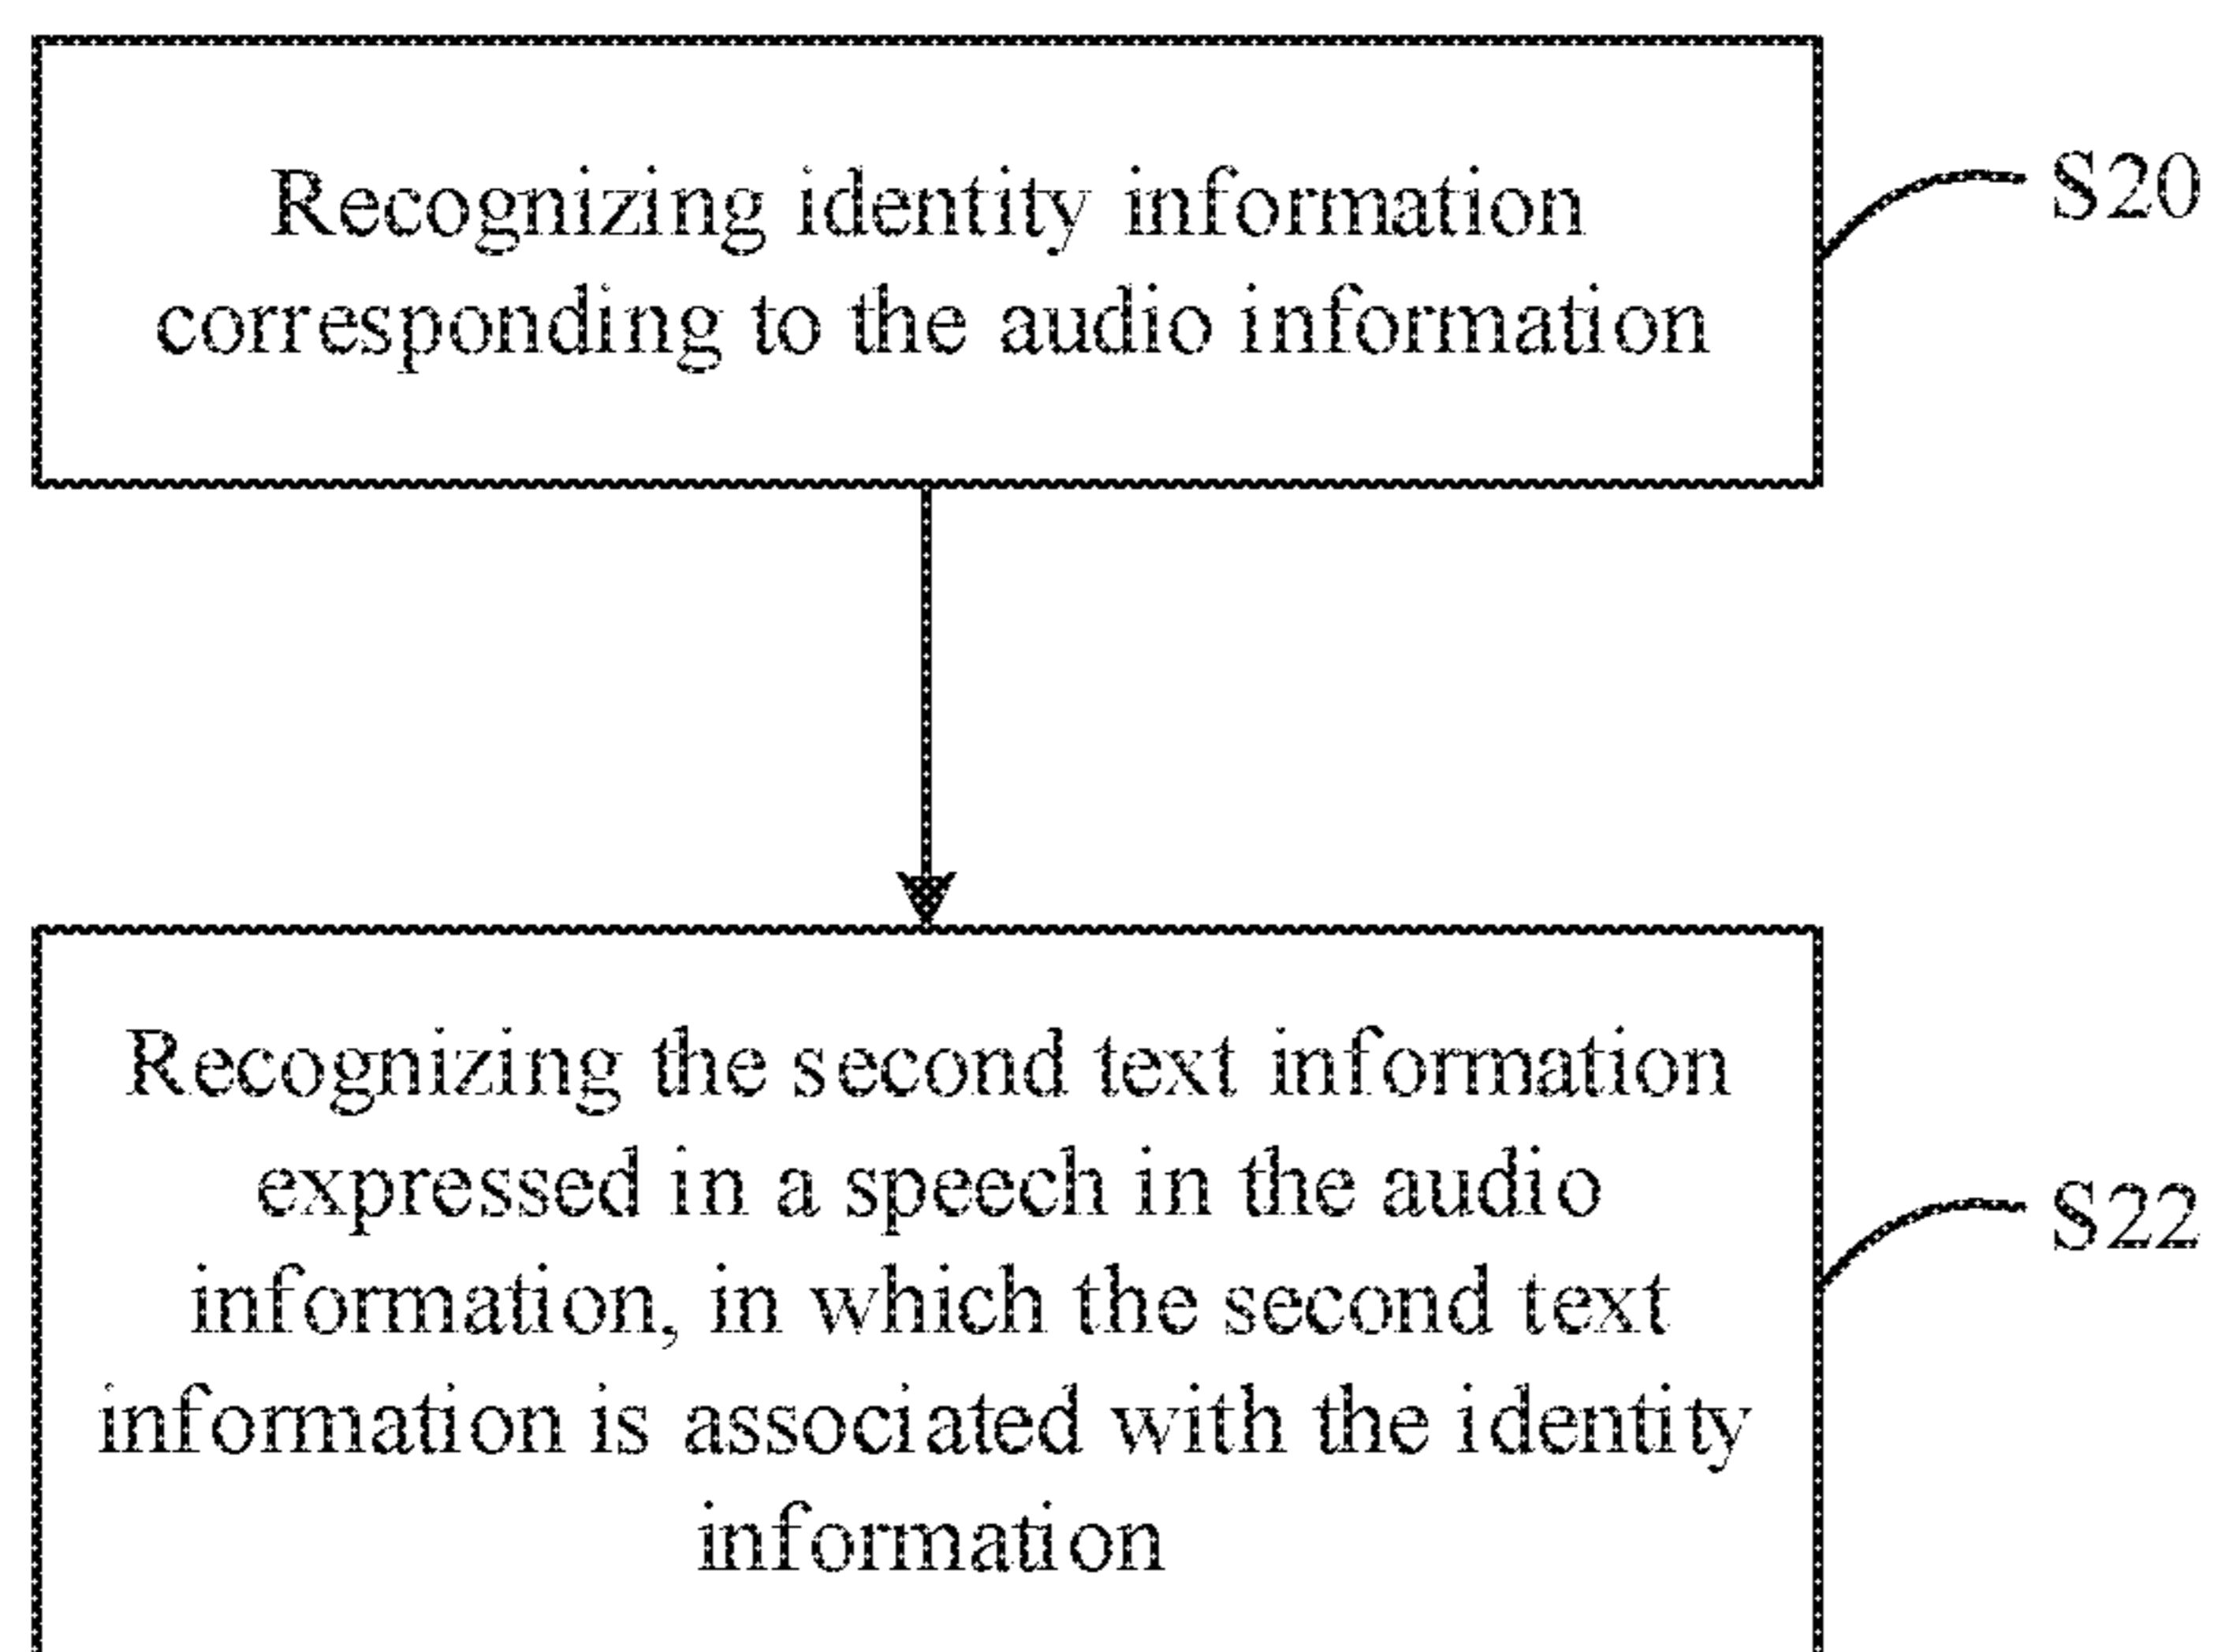 Recognizing identity information
corresponding to the audio information
S20
Recognizing the second text information
expressed in a speech in the audio
information, in which the second text
information is associated with the identity
information
S22